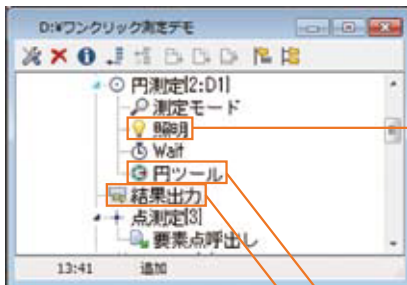 D:¥ワンクリック測定デモ
円測定[2:D1]
測定モード
照明
Wait
円ツール
結果出力
点測定[3]
要素点呼出し
13:41 追加